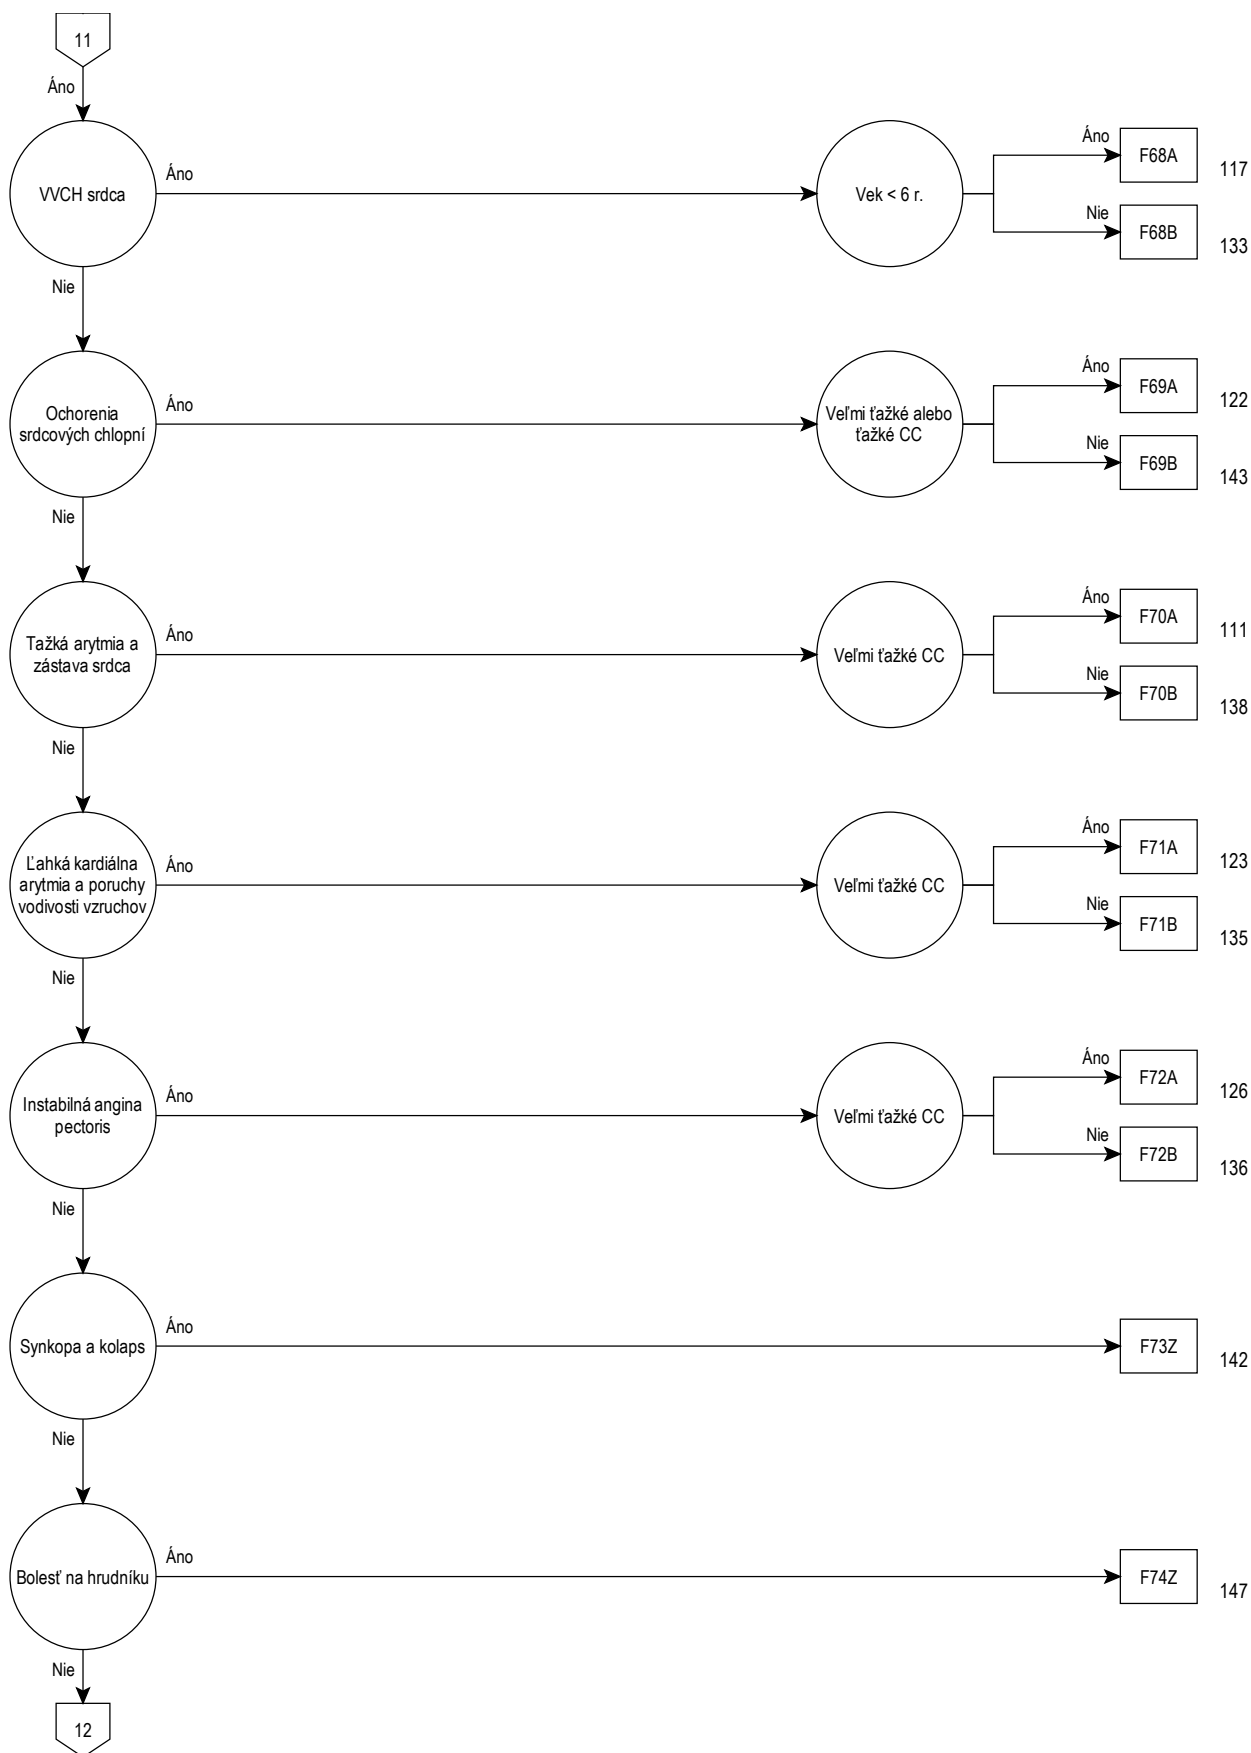 11
Áno
VVCH srdca
Áno
Vek < 6 r.
Áno
F68A
117
Nie
F68B
133
Nie
Ochorenia
srdcových chlopní
Áno
Veľmi ťažké alebo
ťažké CC
Áno
F69A
122
Nie
F69B
143
Nie
Tažká arytmia a
zástava srdca
Áno
Veľmi ťažké CC
Áno
F70A
111
Nie
F70B
138
Nie
Ľahká kardiálna
arytmia a poruchy
vodivosti vzruchov
Áno
Veľmi ťažké CC
Áno
F71A
123
Nie
F71B
135
Nie
Instabilná angina
pectoris
Áno
Veľmi ťažké CC
Áno
F72A
126
Nie
F72B
136
Nie
Synkopa a kolaps
Áno
F73Z
142
Nie
Bolesť na hrudníku
Áno
F74Z
147
Nie
12